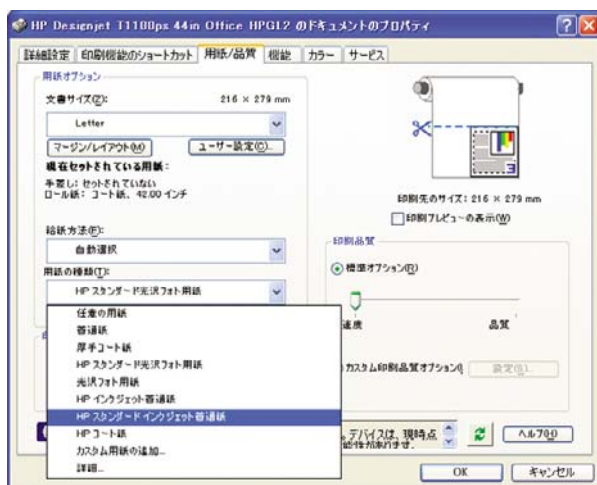 HP Designjet T1100ps 44in Office HPGL2 のドキュメントのプロパティ
詳細設定 印刷機能のショートカット 用紙/品質 機能 カラー サービス
用紙オプション
文書サイズ(Z): 216 × 279 mm
Letter
マージン/レイアウト(M) ユーザー設定(C)...
現在セットされている用紙:
手差し: セットされていない
ロール紙: コート紙、42.00 インチ
給紙方法(F):
自動選択
用紙の種類(T):
HP スタンダード光沢フォト用紙
任意の用紙
普通紙
厚手コート紙
HP スタンダード光沢フォト用紙
光沢フォト用紙
HP インクジェット普通紙
HP スタンダード インクジェット普通紙
HP コート紙
カスタム用紙の追加...
詳細...
印刷先のサイズ: 216 × 279 mm
印刷プレビューの表示(W)
印刷品質
標準オプション(R)
速度 品質
カスタム印刷品質オプション(
設定(
デバイスは、現時点
能性があります。
ヘルプ(H)
OK キャンセル